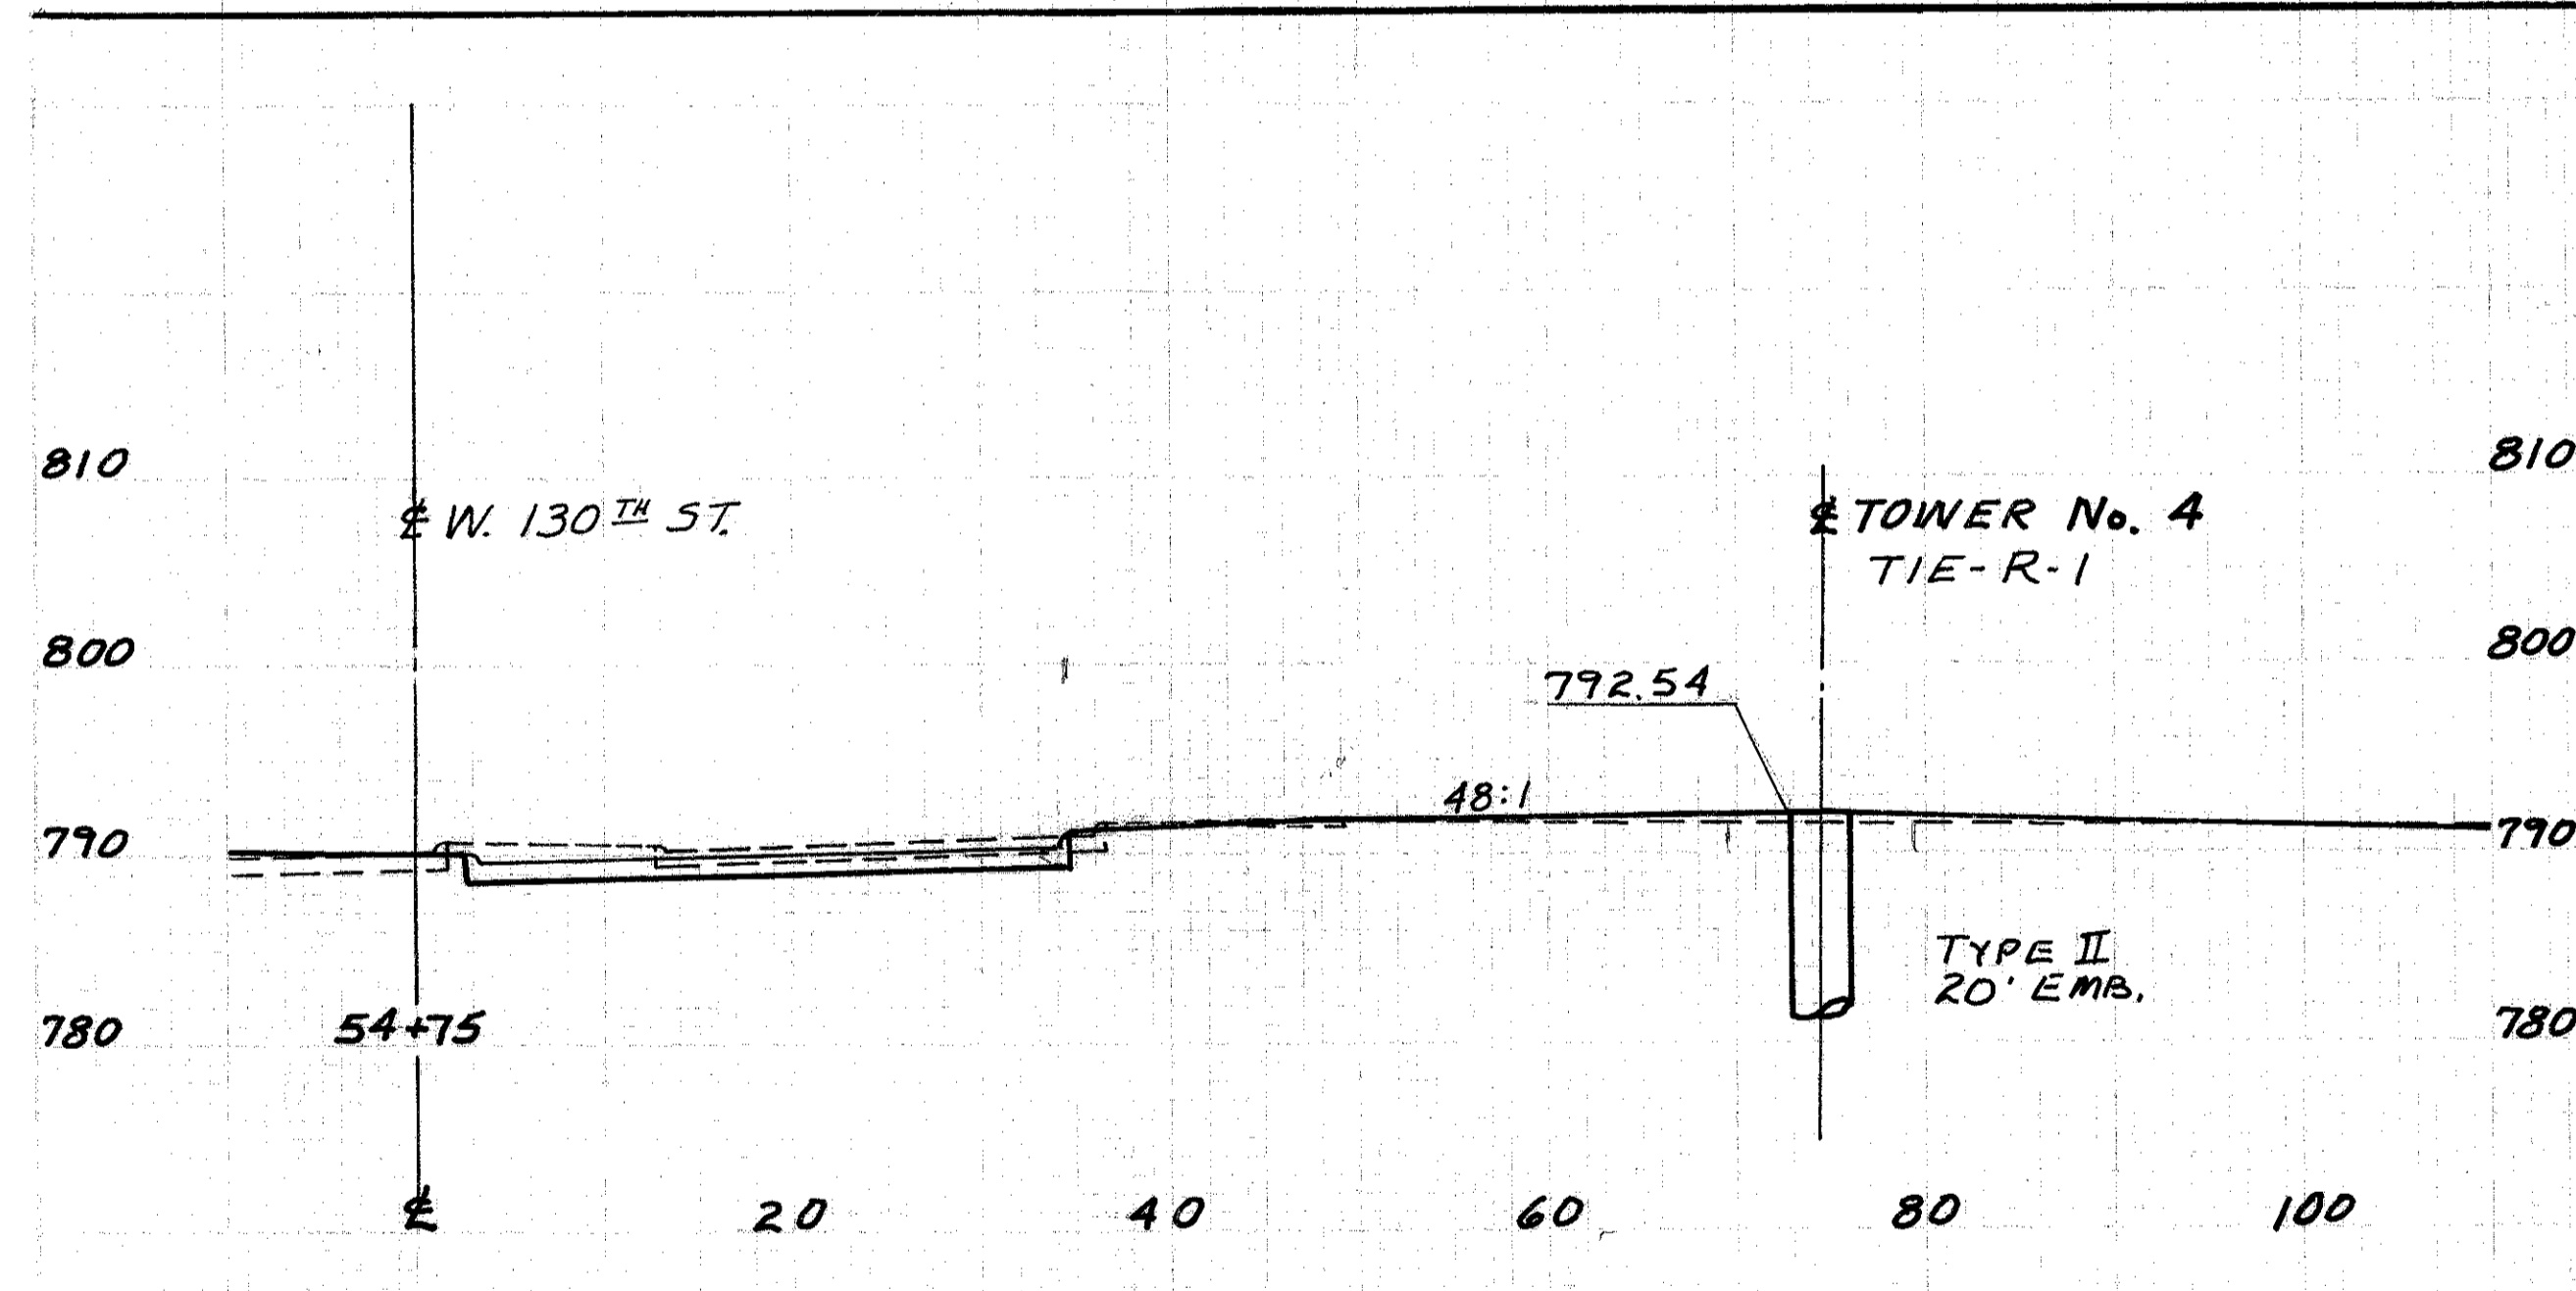 810 810
℄ W. 130TH ST.
℄ TOWER No. 4
TIE-R-1
800 800
792.54
48:1
790 790
TYPE II
20' EMB.
780 54+75 780
℄ 20 40 60 80 100